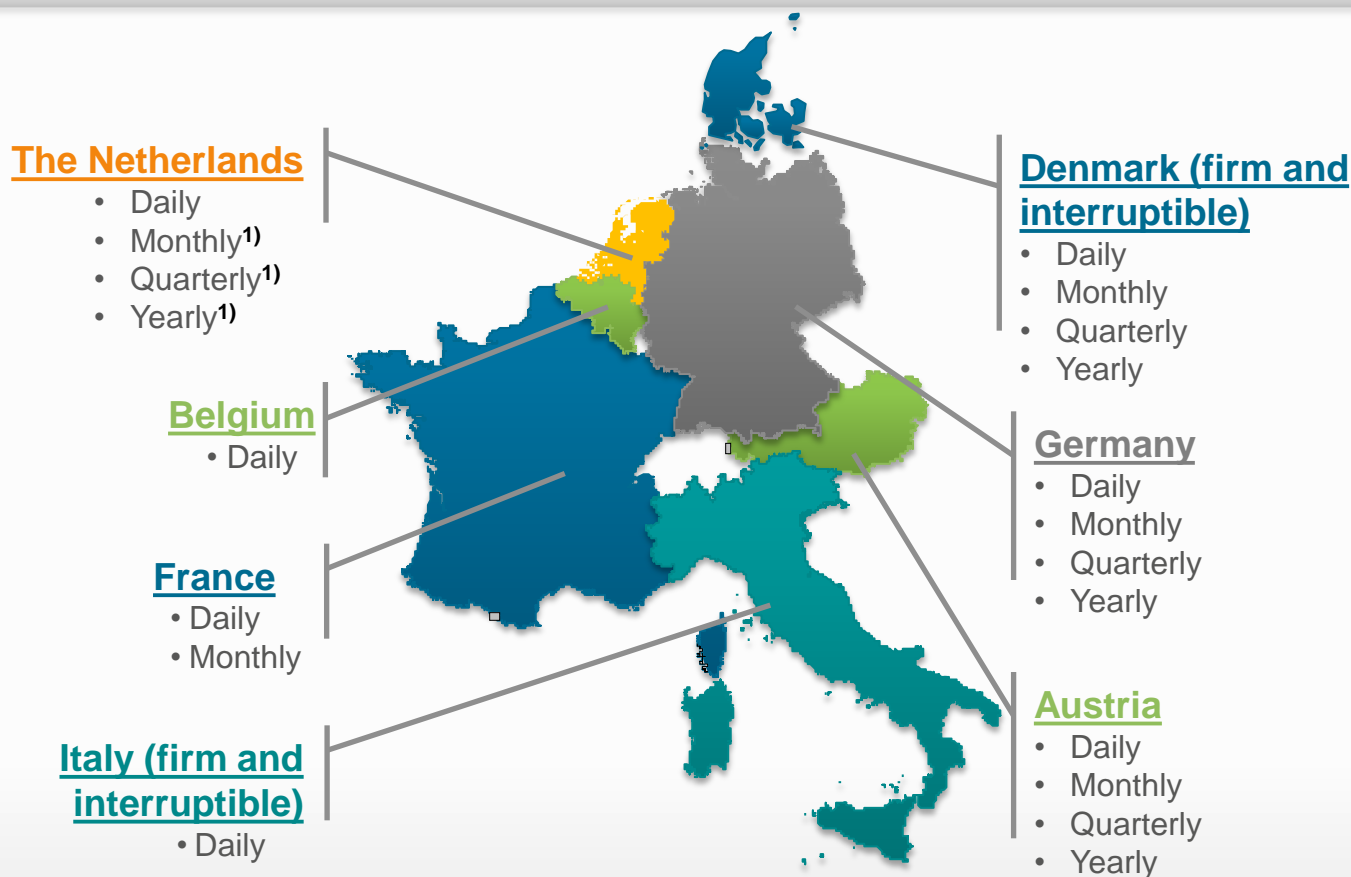 The Netherlands
• Daily
• Monthly1)
• Quarterly1)
• Yearly1)
Belgium
• Daily
France
• Daily
• Monthly
Italy (firm and
interruptible)
• Daily
Denmark (firm and
interruptible)
• Daily
• Monthly
• Quarterly
• Yearly
Germany
• Daily
• Monthly
• Quarterly
• Yearly
Austria
• Daily
• Monthly
• Quarterly
• Yearly